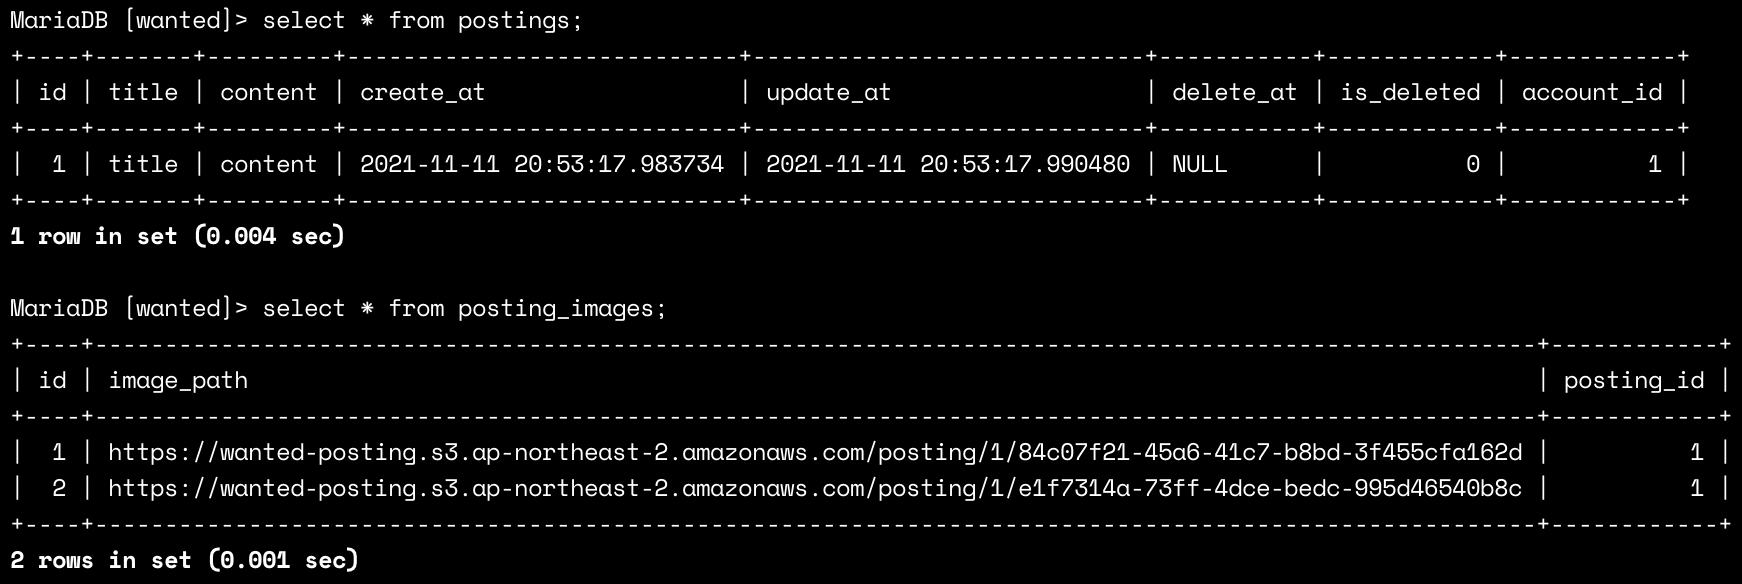 MariaDB [wanted]> select * from postings;
+----+-------+---------+----------------------------+----------------------------+-----------+------------+------------+
| id | title | content | create_at                  | update_at                  | delete_at | is_deleted | account_id |
+----+-------+---------+----------------------------+----------------------------+-----------+------------+------------+
|  1 | title | content | 2021-11-11 20:53:17.983734 | 2021-11-11 20:53:17.990480 | NULL      |          0 |          1 |
+----+-------+---------+----------------------------+----------------------------+-----------+------------+------------+
1 row in set (0.004 sec)

MariaDB [wanted]> select * from posting_images;
+----+-------------------------------------------------------------------------------------------------------+------------+
| id | image_path                                                                                            | posting_id |
+----+-------------------------------------------------------------------------------------------------------+------------+
|  1 | https://wanted-posting.s3.ap-northeast-2.amazonaws.com/posting/1/84c07f21-45a6-41c7-b8bd-3f455cfa162d |          1 |
|  2 | https://wanted-posting.s3.ap-northeast-2.amazonaws.com/posting/1/e1f7314a-73ff-4dce-bedc-995d46540b8c |          1 |
+----+-------------------------------------------------------------------------------------------------------+------------+
2 rows in set (0.001 sec)